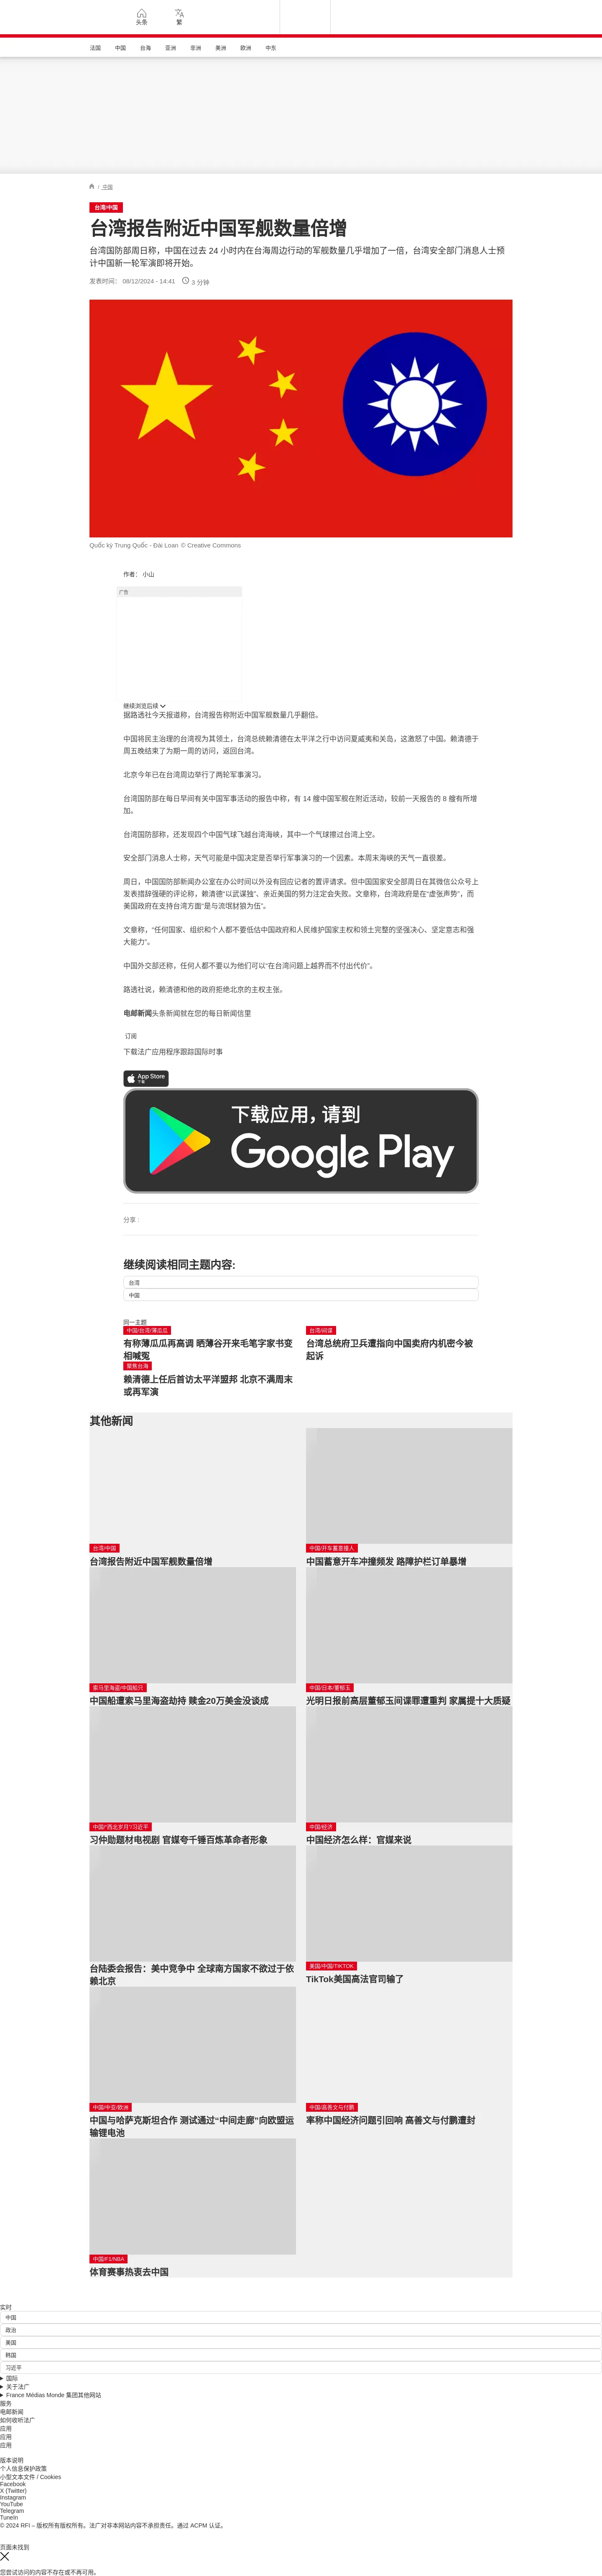 头条
繁
法国
中国
台海
亚洲
非洲
美洲
欧洲
中东
/ 中国
台湾/中国
台湾报告附近中国军舰数量倍增
台湾国防部周日称，中国在过去 24 小时内在台海周边行动的军舰数量几乎增加了一倍，台湾安全部门消息人士预
计中国新一轮军演即将开始。
发表时间： 08/12/2024 - 14:41 3 分钟
Quốc kỳ Trung Quốc - Đài Loan © Creative Commons
作者： 小山
广告
继续浏览后续
据路透社今天报道称，台湾报告称附近中国军舰数量几乎翻倍。
中国将民主治理的台湾视为其领土，台湾总统赖清德在太平洋之行中访问夏威夷和关岛，这激怒了中国。赖清德于
周五晚结束了为期一周的访问，返回台湾。
北京今年已在台湾周边举行了两轮军事演习。
台湾国防部在每日早间有关中国军事活动的报告中称，有 14 艘中国军舰在附近活动，较前一天报告的 8 艘有所增
加。
台湾国防部称，还发现四个中国气球飞越台湾海峡，其中一个气球擦过台湾上空。
安全部门消息人士称，天气可能是中国决定是否举行军事演习的一个因素。本周末海峡的天气一直很差。
周日，中国国防部新闻办公室在办公时间以外没有回应记者的置评请求。但中国国家安全部周日在其微信公众号上
发表措辞强硬的评论称，赖清德“以武谋独”、亲近美国的努力注定会失败。文章称，台湾政府是在“虚张声势”，而
美国政府在支持台湾方面“是与流氓豺狼为伍”。
文章称，“任何国家、组织和个人都不要低估中国政府和人民维护国家主权和领土完整的坚强决心、坚定意志和强
大能力”。
中国外交部还称，任何人都不要以为他们可以“在台湾问题上越界而不付出代价”。
路透社说，赖清德和他的政府拒绝北京的主权主张。
电邮新闻头条新闻就在您的每日新闻信里
订阅
下载法广应用程序跟踪国际时事
App Store
下载
下载应用，请到
Google Play
分享 :
继续阅读相同主题内容:
台湾
中国
同一主题
中国/台湾/薄瓜瓜
有称薄瓜瓜再高调 晒薄谷开来毛笔字家书变
相喊冤
台湾/间谍
台湾总统府卫兵遭指向中国卖府内机密今被
起诉
聚焦台海
赖清德上任后首访太平洋盟邦 北京不满周末
或再军演
其他新闻
台湾/中国
台湾报告附近中国军舰数量倍增
中国/开车蓄意撞人
中国蓄意开车冲撞频发 路障护栏订单暴增
索马里海盗/中国船只
中国船遭索马里海盗劫持 赎金20万美金没谈成
中国/日本/董郁玉
光明日报前高层董郁玉间谍罪遭重判 家属提十大质疑
中国/“西北岁月”/习近平
习仲勋题材电视剧 官媒夸千锤百炼革命者形象
中国/经济
中国经济怎么样：官媒来说
台陆委会报告：美中竞争中 全球南方国家不欲过于依
赖北京
美国/中国/TIKTOK
TikTok美国高法官司输了
中国/中亚/欧洲
中国与哈萨克斯坦合作 测试通过“中间走廊”向欧盟运
输锂电池
中国/高善文与付鹏
率称中国经济问题引回响 高善文与付鹏遭封
中国/F1/NBA
体育赛事热衷去中国
实时
中国
政治
美国
韩国
习近平
国际
关于法广
France Médias Monde 集团其他网站
服务
电邮新闻
如何收听法广
应用
应用
应用
版本说明
个人信息保护政策
小型文本文件 / Cookies
Facebook
X (Twitter)
Instagram
YouTube
Telegram
TuneIn
© 2024 RFI – 版权所有版权所有。法广对非本网站内容不承担责任。通过 ACPM 认证。
页面未找到
您尝试访问的内容不存在或不再可用。